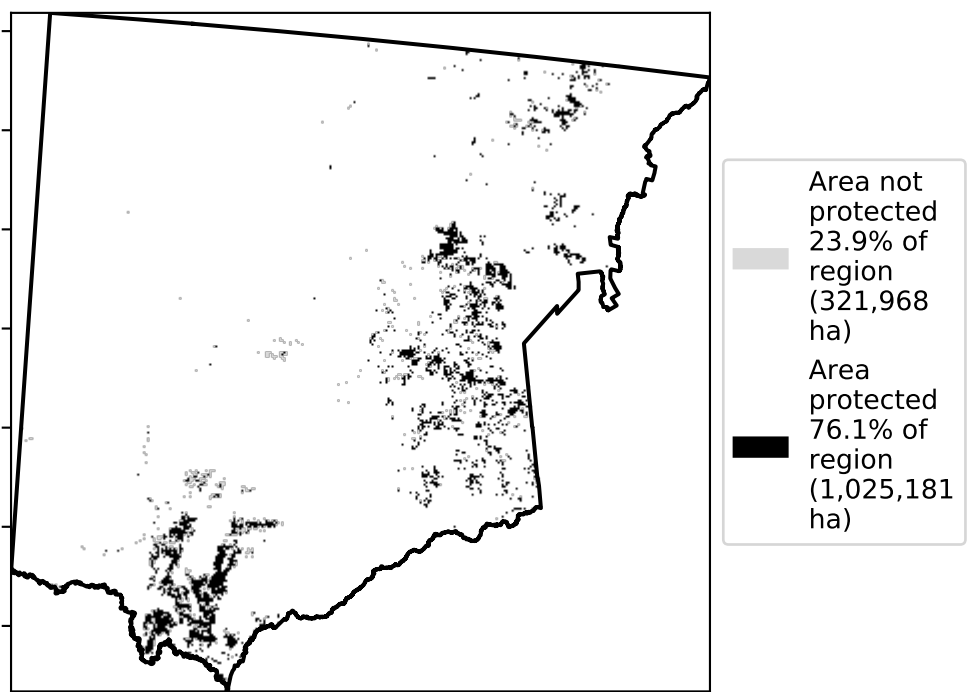 Area not
protected
23.9% of
region
(321,968
ha)
Area
protected
76.1% of
region
(1,025,181
ha)